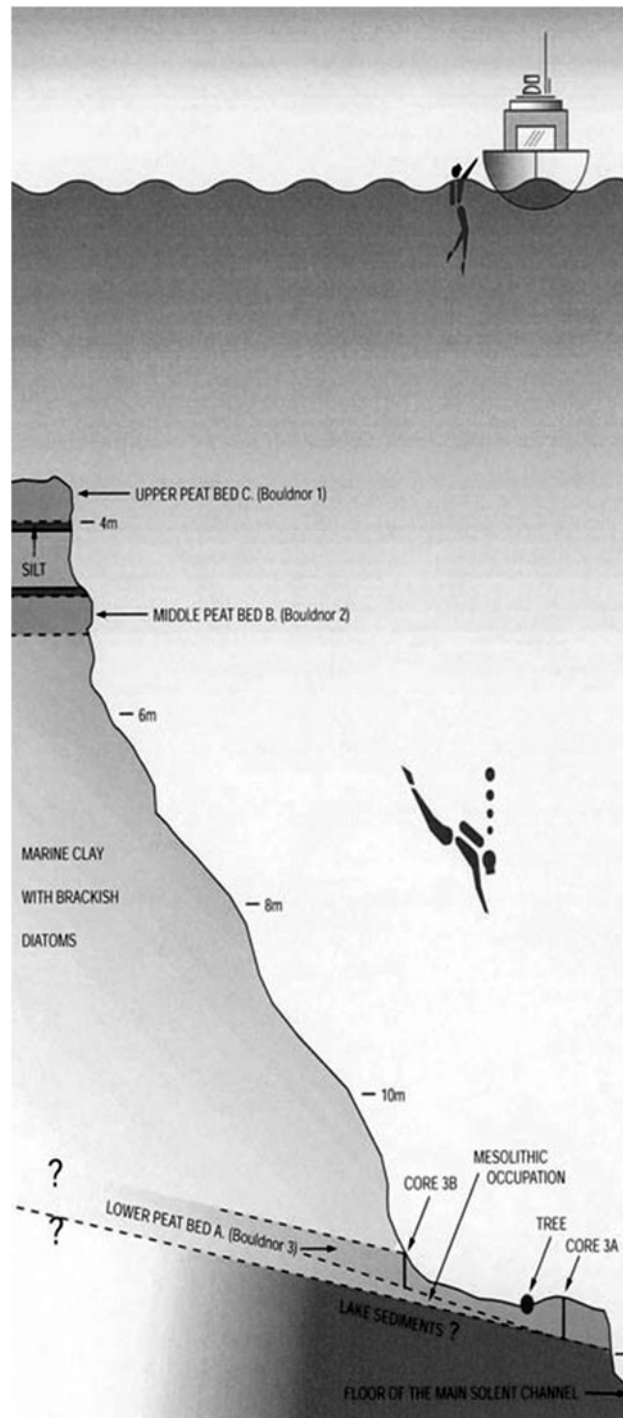 UPPER PEAT BED C. (Bouldnor 1)
4m
SILT
MIDDLE PEAT BED B. (Bouldnor 2)
6m
MARINE CLAY
WITH BRACKISH
DIATOMS
8m
10m
MESOLITHIC
OCCUPATION
CORE 3B
?
TREE
CORE 3A
LOWER PEAT BED A. (Bouldnor 3)
?
LAKE SEDIMENTS ?
FLOOR OF THE MAIN SOLENT CHANNEL